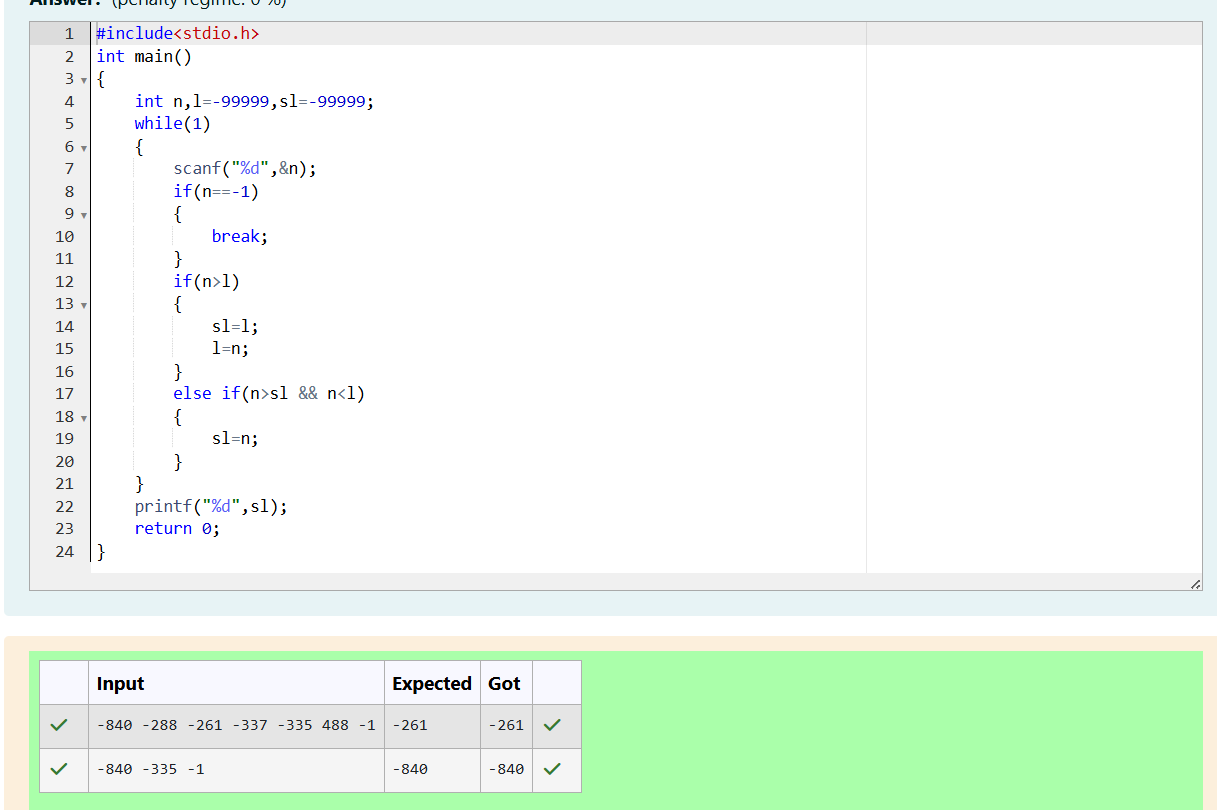 Answer: (penalty regime: 0 %)
1 #include<stdio.h>
2 int main()
3 {
4     int n,l=-99999,sl=-99999;
5     while(1)
6     {
7         scanf("%d",&n);
8         if(n==-1)
9         {
10             break;
11         }
12         if(n>l)
13         {
14             sl=l;
15             l=n;
16         }
17         else if(n>sl && n<l)
18         {
19             sl=n;
20         }
21     }
22     printf("%d",sl);
23     return 0;
24 }
Input Expected Got
-840 -288 -261 -337 -335 488 -1 -261 -261
-840 -335 -1 -840 -840